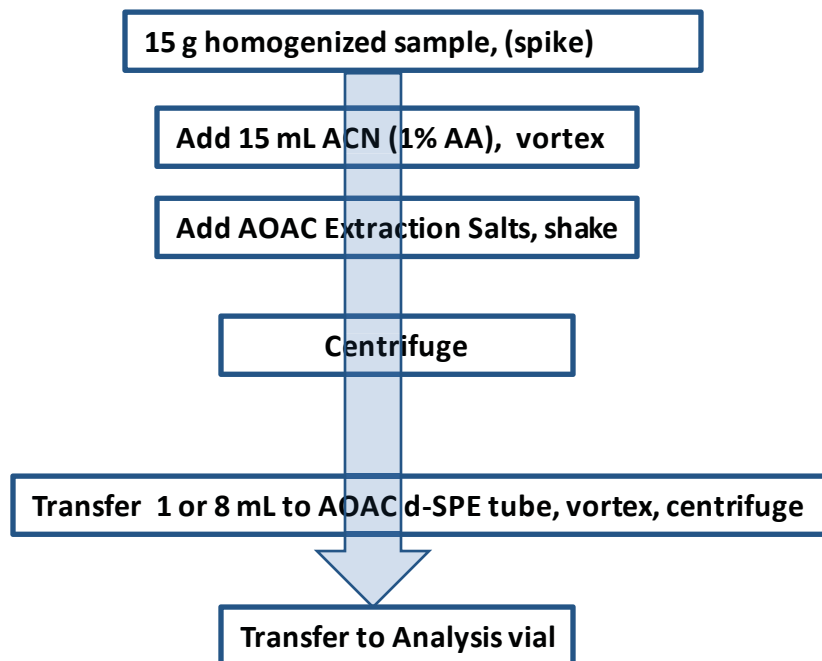 15 g homogenized sample, (spike)
Add 15 mL ACN (1% AA), vortex
Add AOAC Extraction Salts, shake
Centrifuge
Transfer 1 or 8 mL to AOAC d-SPE tube, vortex, centrifuge
Transfer to Analysis vial